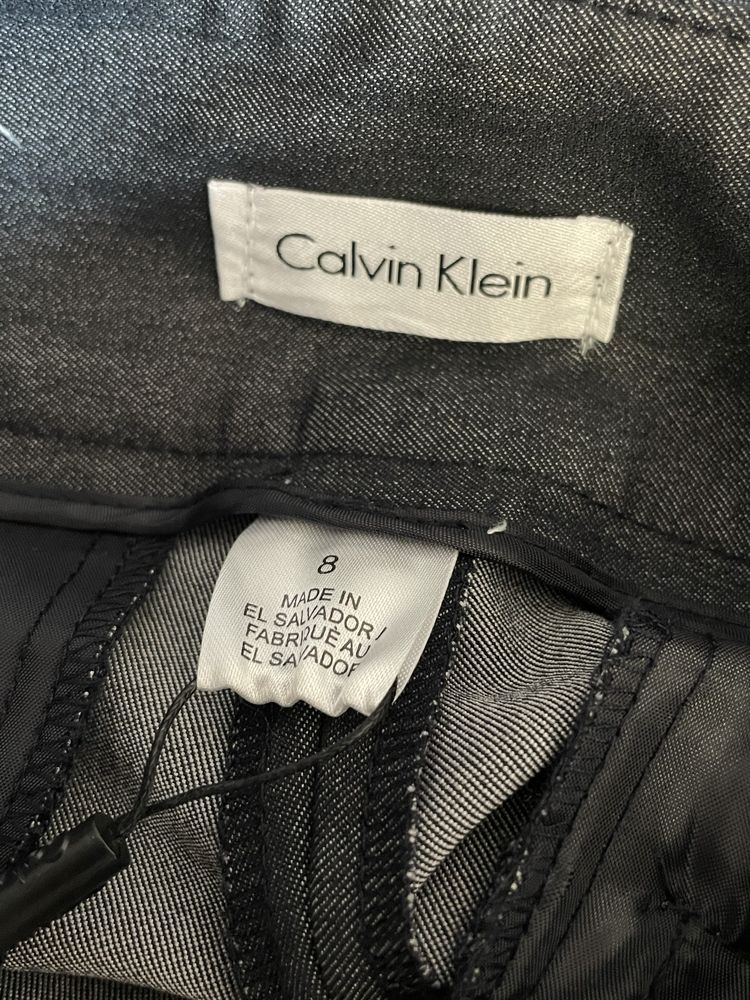 Calvin Klein
8
MADE IN
EL SALVADOR/
FABRIQUÉ AU
EL SALVADOR